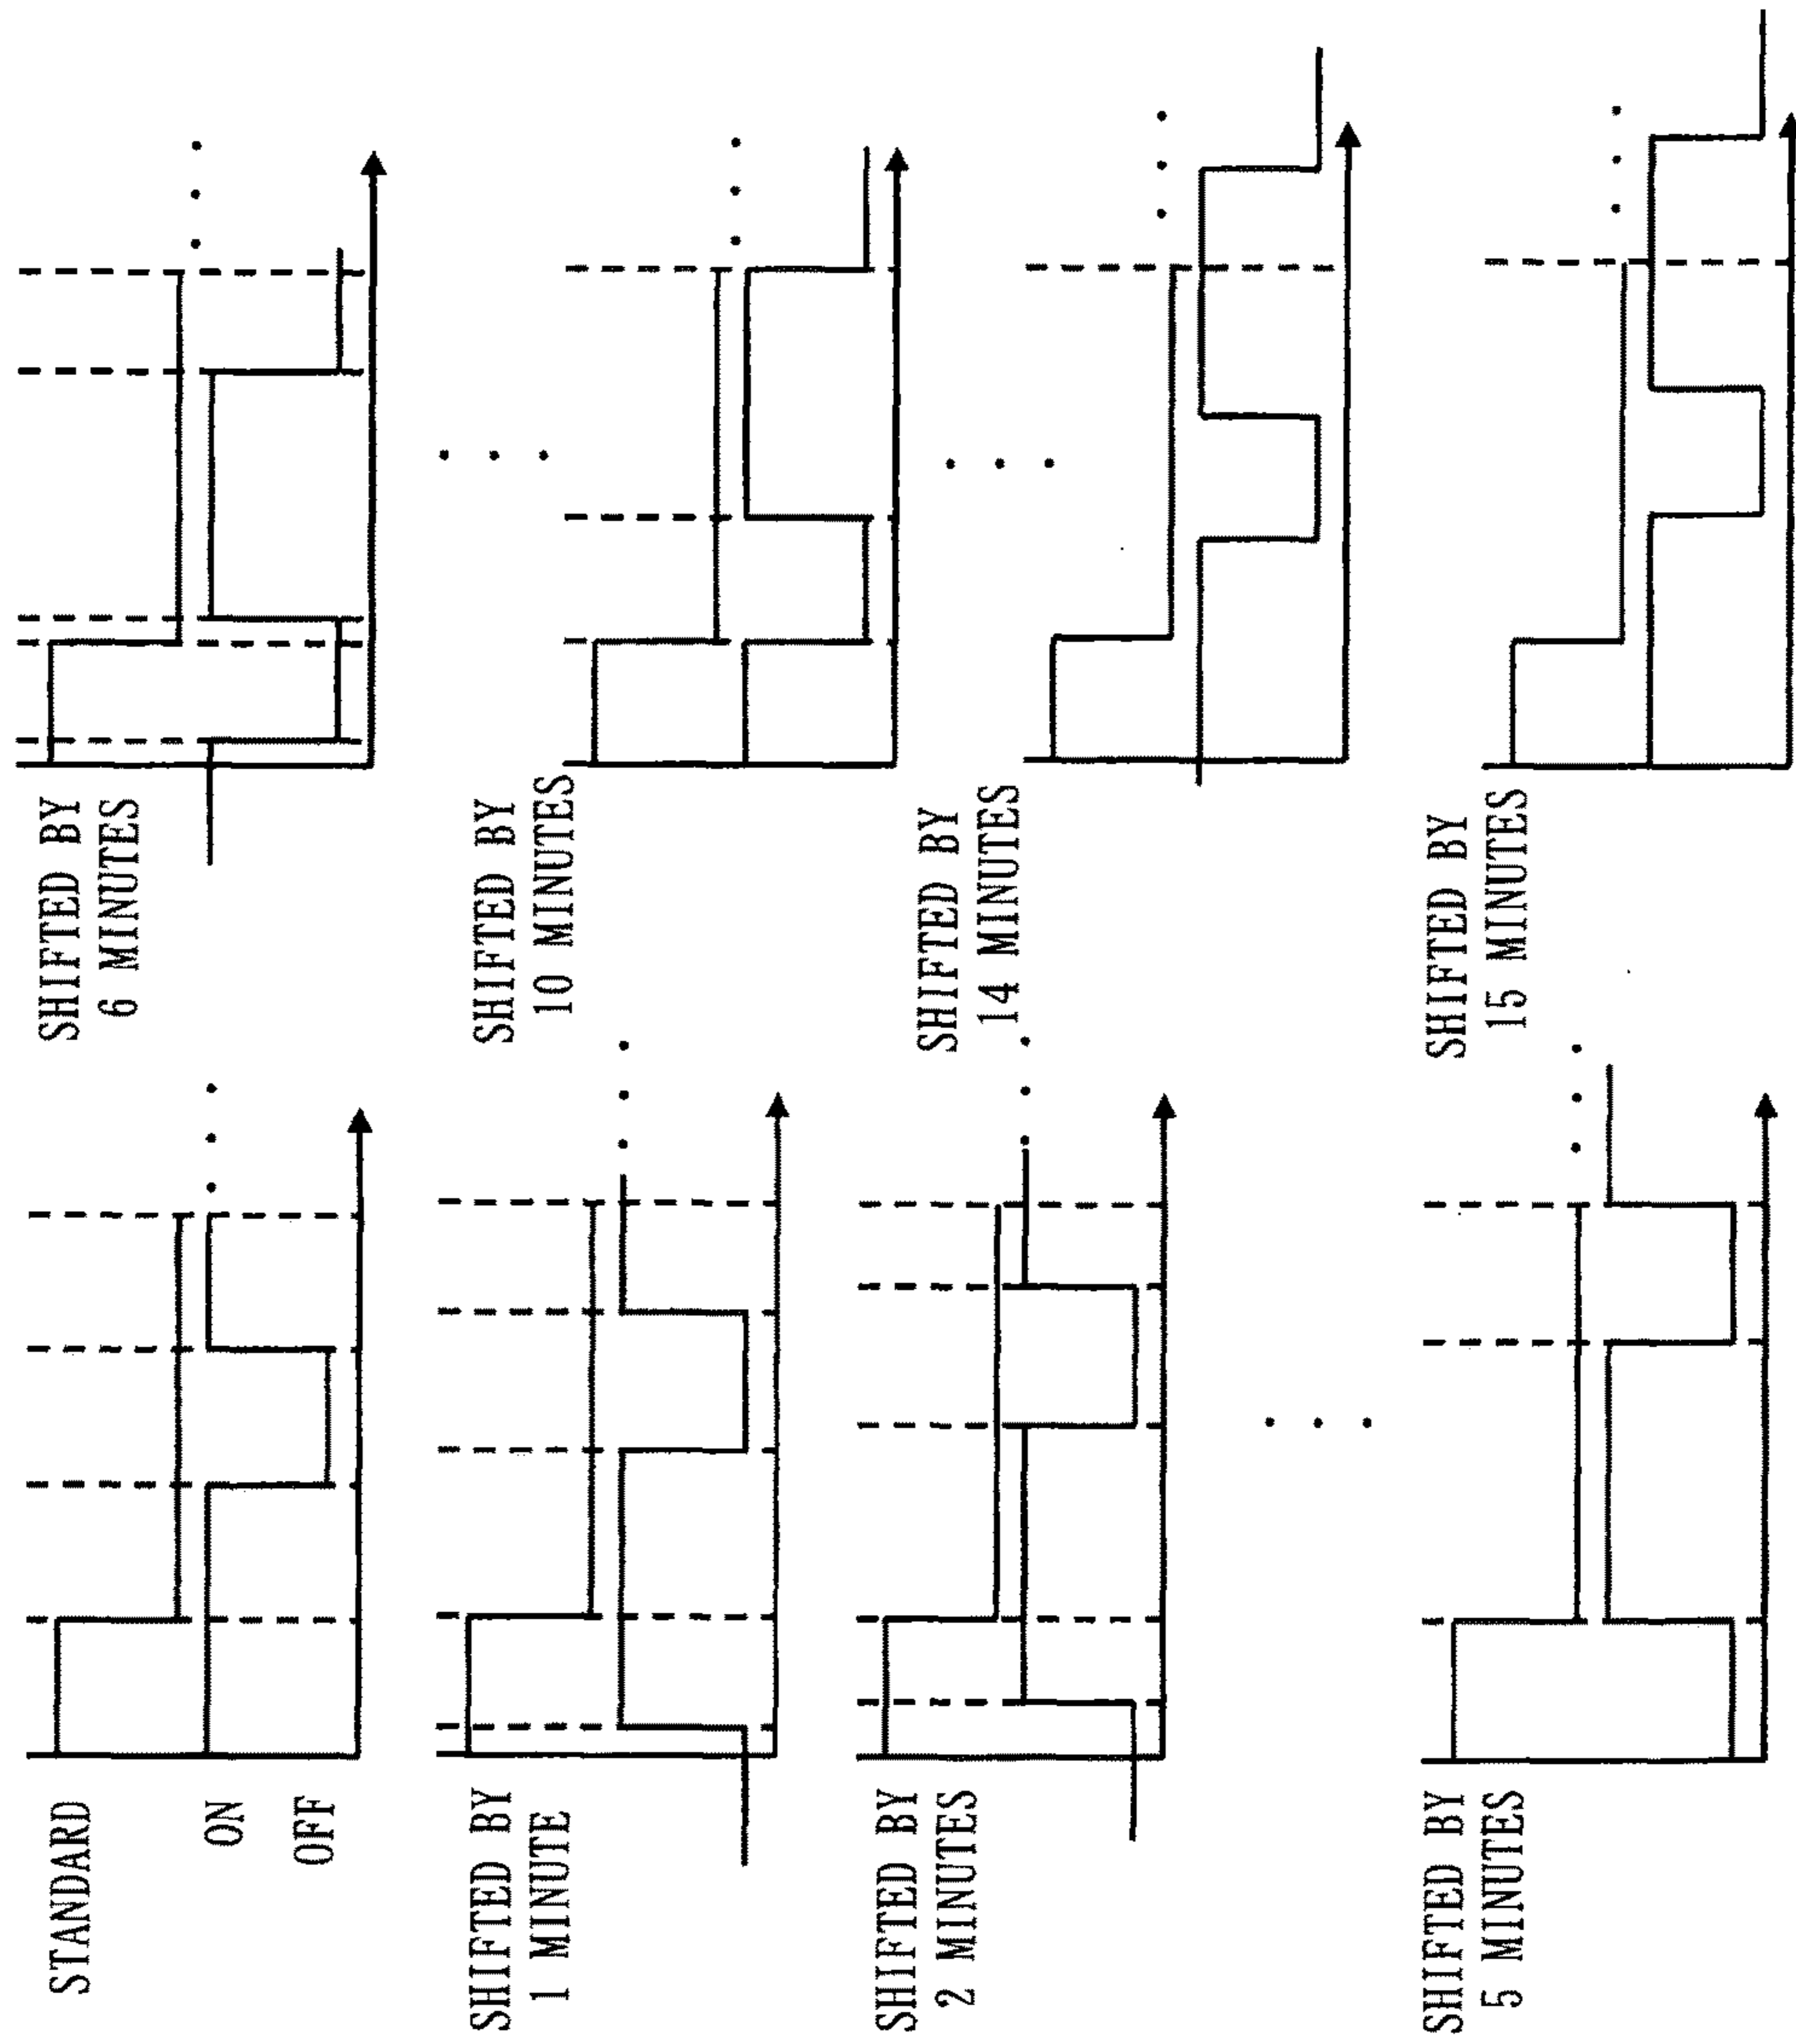 STANDARD
ON
OFF
SHIFTED BY
1 MINUTE
SHIFTED BY
2 MINUTES
SHIFTED BY
5 MINUTES
SHIFTED BY
6 MINUTES
SHIFTED BY
10 MINUTES
SHIFTED BY
14 MINUTES
SHIFTED BY
15 MINUTES